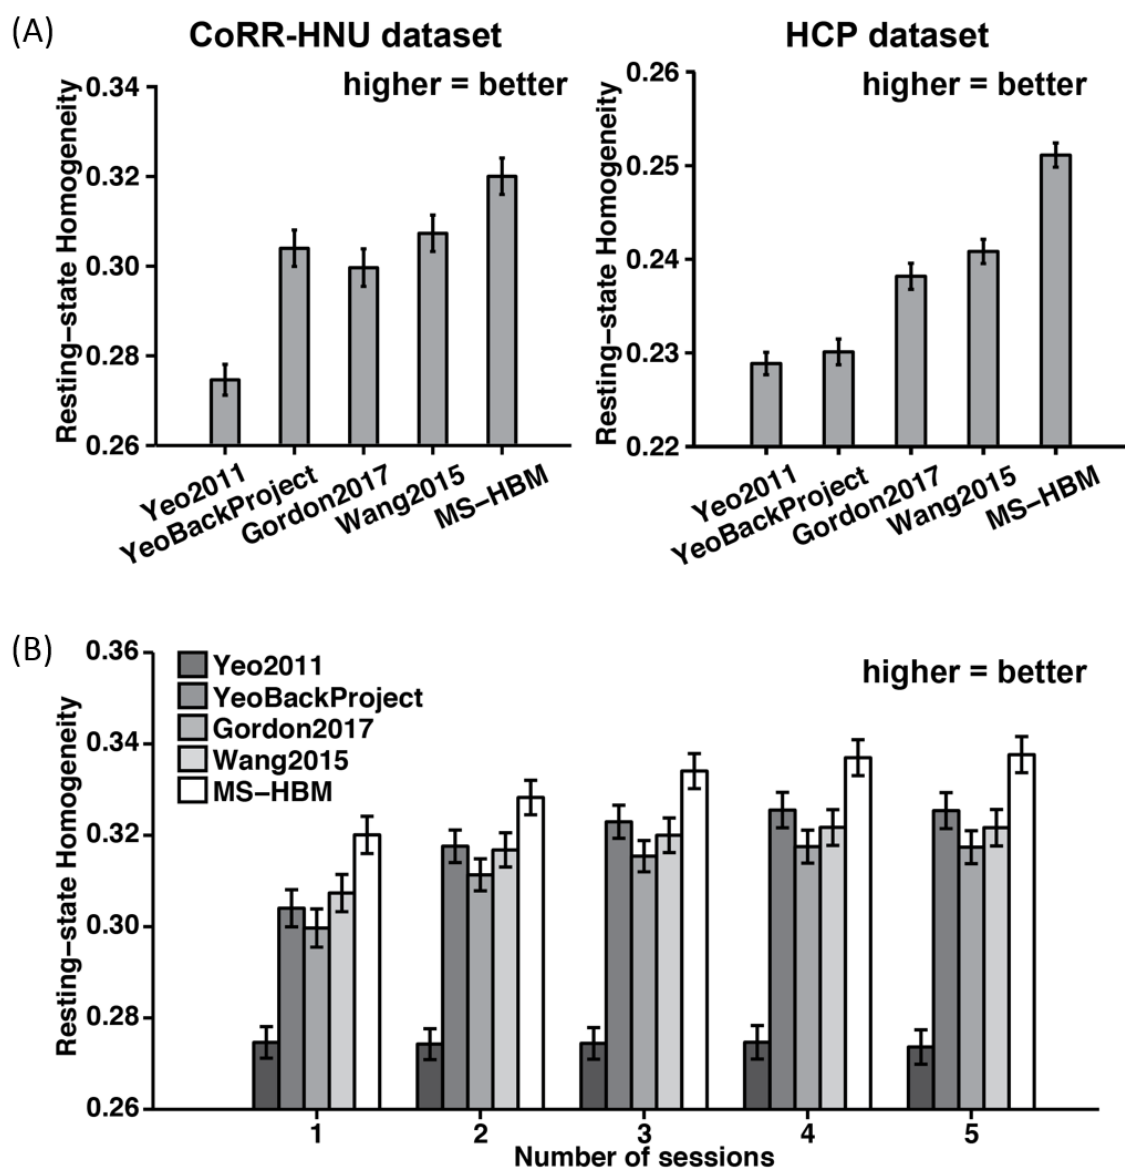 (A)
CoRR-HNU dataset
higher = better
Resting–state Homogeneity
0.34
0.32
0.30
0.28
0.26
Yeo2011
YeoBackProject
Gordon2017
Wang2015
MS–HBM
HCP dataset
higher = better
Resting–state Homogeneity
0.26
0.25
0.24
0.23
0.22
Yeo2011
YeoBackProject
Gordon2017
Wang2015
MS–HBM
(B)
higher = better
Resting–state Homogeneity
0.36
0.34
0.32
0.30
0.28
0.26
Yeo2011
YeoBackProject
Gordon2017
Wang2015
MS–HBM
1 2 3 4 5
Number of sessions